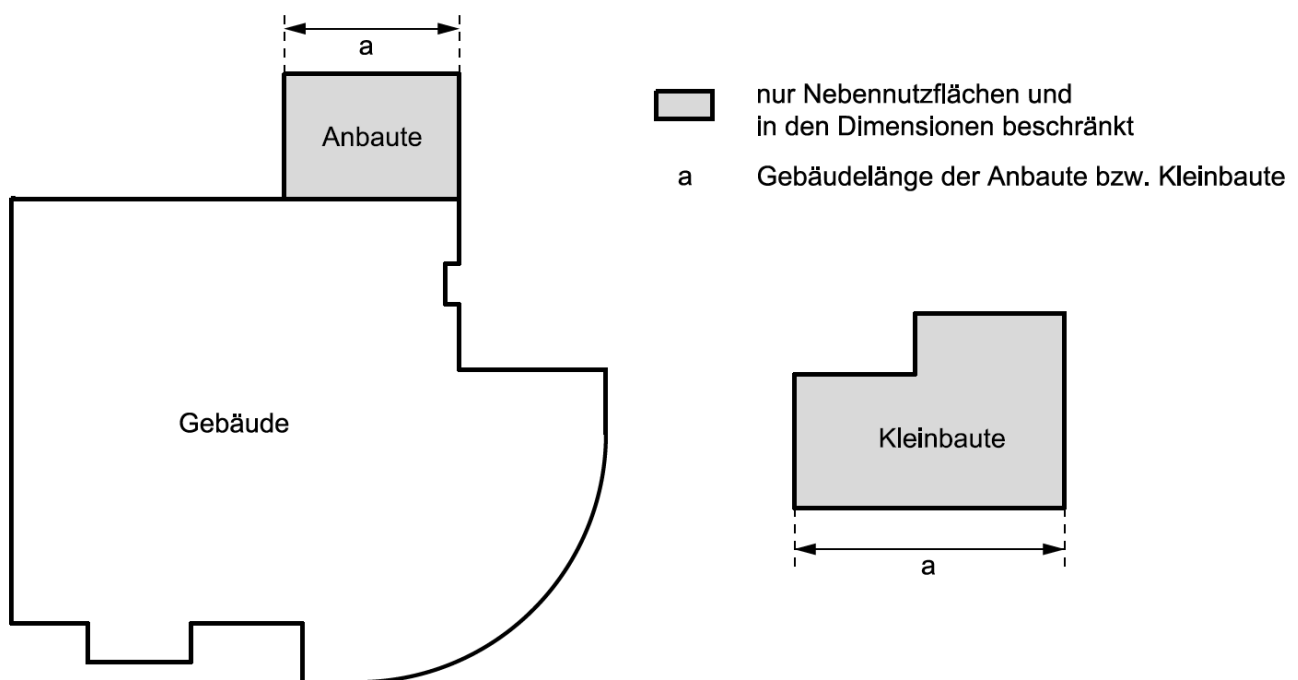 a
Anbaute
nur Nebennutzflächen und
in den Dimensionen beschränkt
a Gebäudelänge der Anbaute bzw. Kleinbaute
Gebäude
Kleinbaute
a